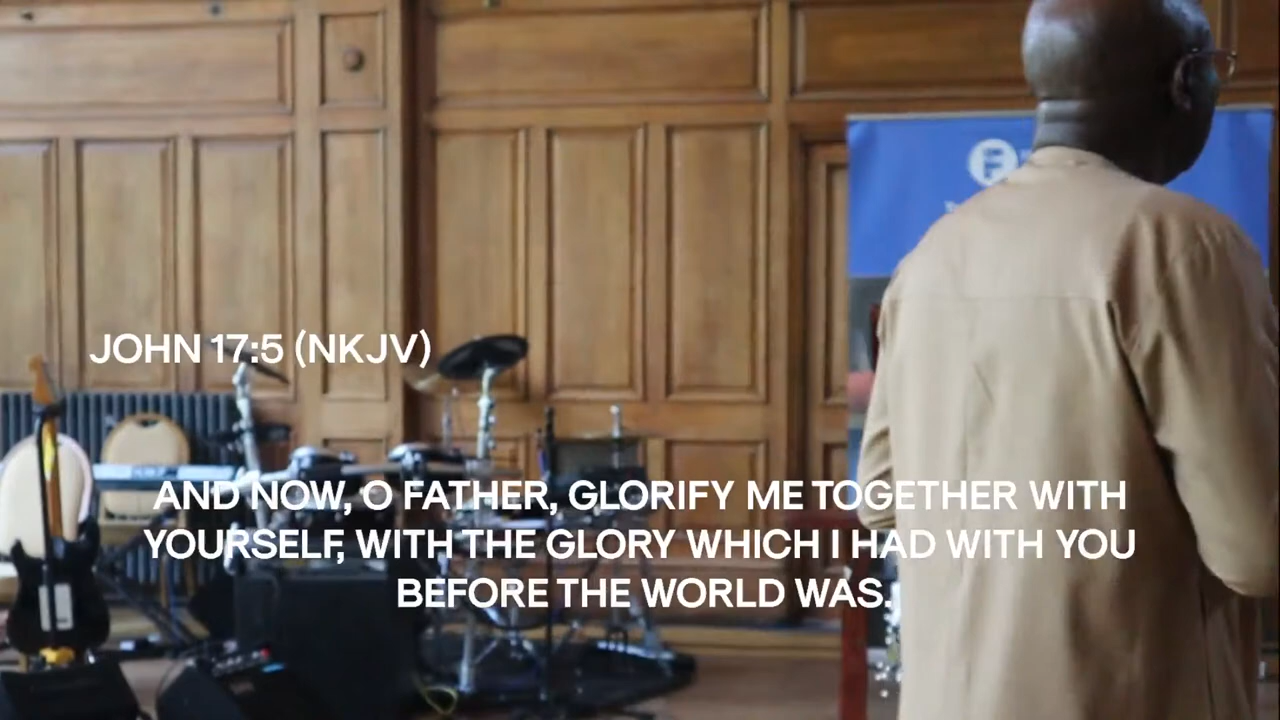 JOHN 17:5 (NKJV)
AND NOW, O FATHER, GLORIFY ME TOGETHER WITH
YOURSELF, WITH THE GLORY WHICH I HAD WITH YOU
BEFORE THE WORLD WAS.